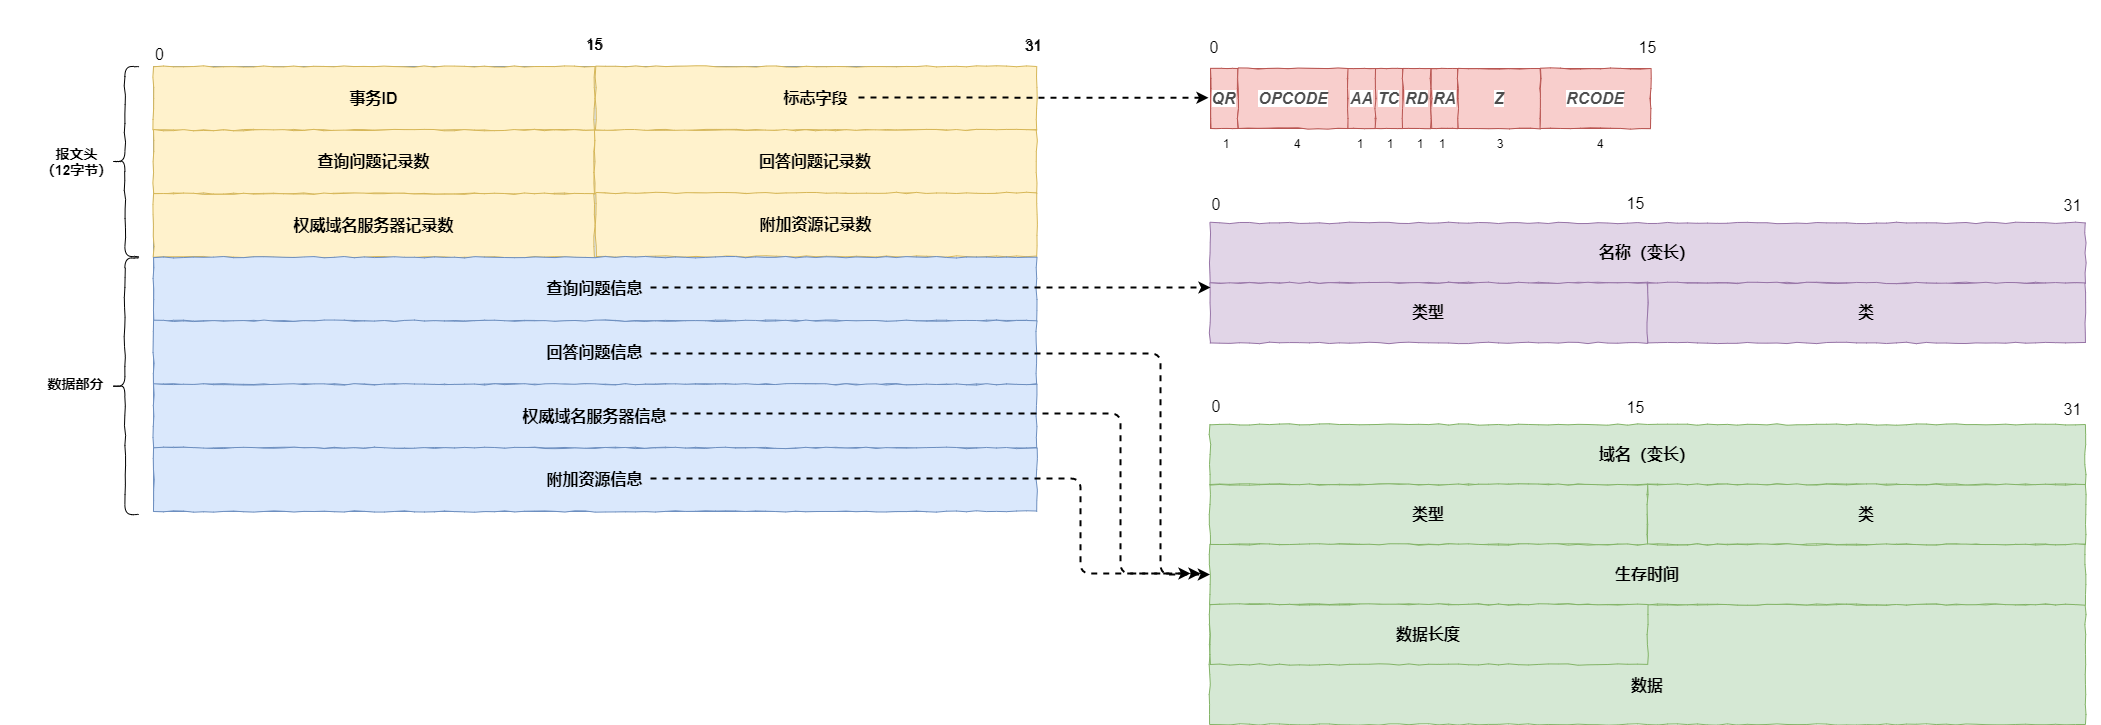 0
15
31
事务ID
标志字段
报文头
（12字节）
查询问题记录数
回答问题记录数
权威域名服务器记录数
附加资源记录数
数据部分
查询问题信息
回答问题信息
权威域名服务器信息
附加资源信息
0
15
QR
OPCODE
AA
TC
RD
RA
Z
RCODE
1
4
1
1
1
1
3
4
0
15
31
名称（变长）
类型
类
0
15
31
域名（变长）
类型
类
生存时间
数据长度
数据